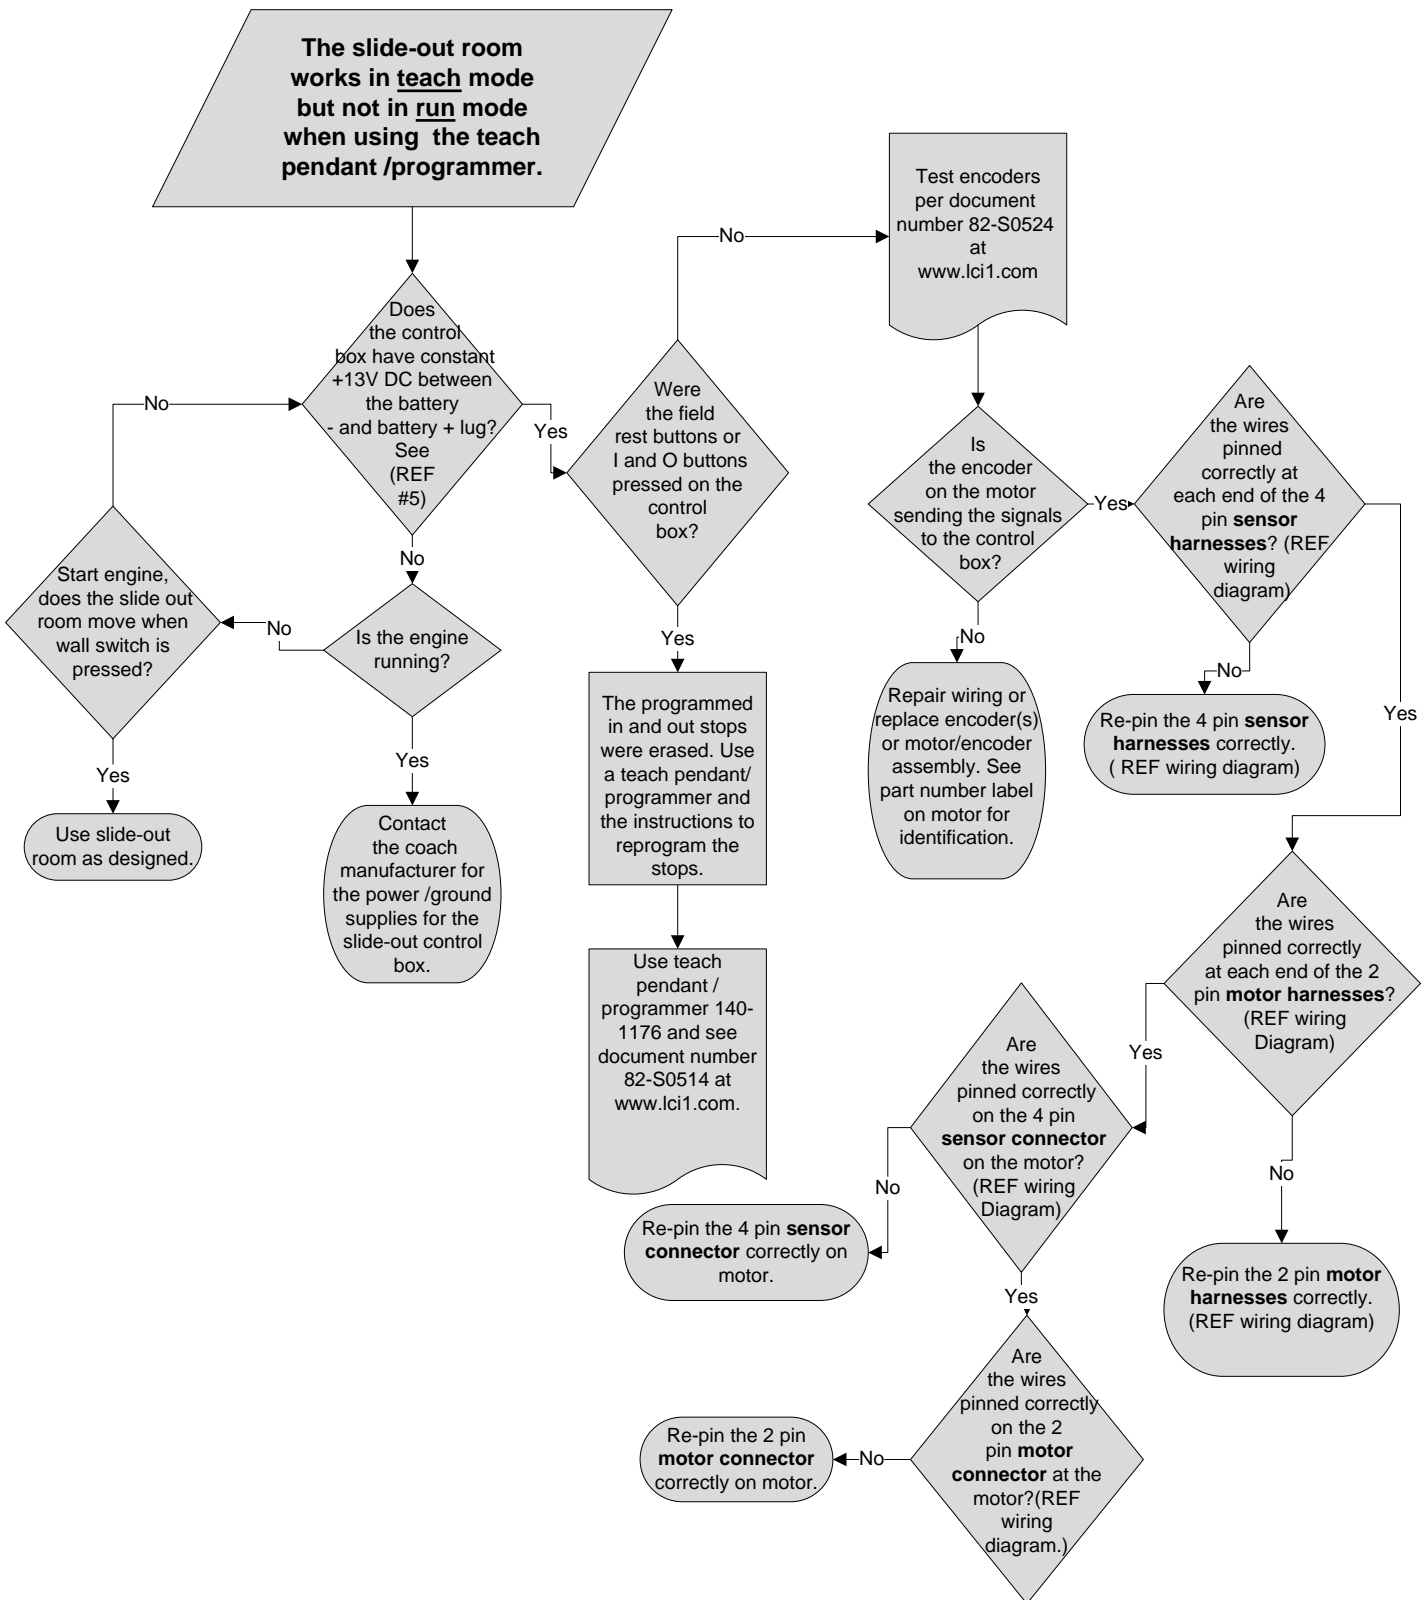 The slide-out room
works in teach mode
but not in run mode
when using the teach
pendant /programmer.
Does
the control
box have constant
+13V DC between
the battery
- and battery + lug?
See
(REF
#5)
No
Yes
No
Start engine,
does the slide out
room move when
wall switch is
pressed?
No
Is the engine
running?
Yes
Use slide-out
room as designed.
Yes
Contact
the coach
manufacturer for
the power /ground
supplies for the
slide-out control
box.
Were
the field
rest buttons or
I and O buttons
pressed on the
control
box?
No
Yes
The programmed
in and out stops
were erased. Use
a teach pendant/
programmer and
the instructions to
reprogram the
stops.
Use teach
pendant /
programmer 140-
1176 and see
document number
82-S0514 at
www.lci1.com.
Test encoders
per document
number 82-S0524
at
www.lci1.com
Is
the encoder
on the motor
sending the signals
to the control
box?
Yes
No
Repair wiring or
replace encoder(s)
or motor/encoder
assembly. See
part number label
on motor for
identification.
Are
the wires
pinned
correctly at
each end of the 4
pin sensor
harnesses? (REF
wiring
diagram)
No
Re-pin the 4 pin sensor
harnesses correctly.
( REF wiring diagram)
Yes
Are
the wires
pinned correctly
at each end of the 2
pin motor harnesses?
(REF wiring
Diagram)
Yes
No
Re-pin the 2 pin motor
harnesses correctly.
(REF wiring diagram)
Are
the wires
pinned correctly
on the 4 pin
sensor connector
on the motor?
(REF wiring
Diagram)
No
Re-pin the 4 pin sensor
connector correctly on
motor.
Yes
Are
the wires
pinned correctly
on the 2
pin motor
connector at the
motor?(REF
wiring
diagram.)
No
Re-pin the 2 pin
motor connector
correctly on motor.